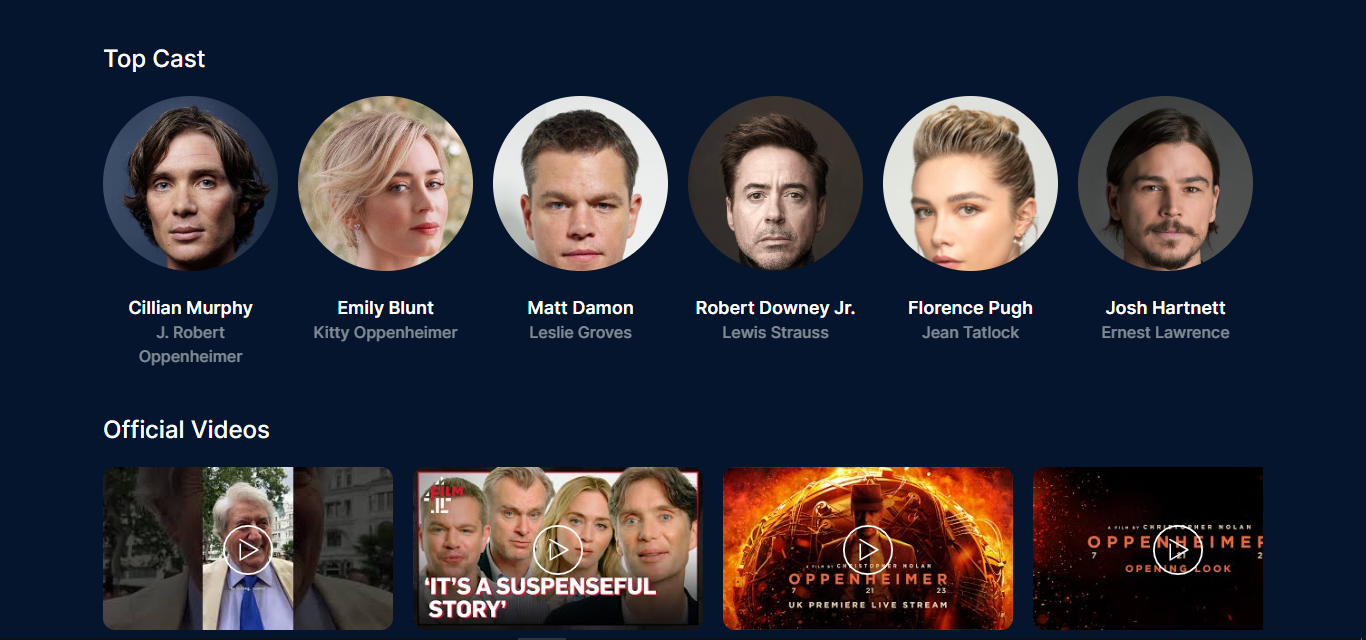 Top Cast
Cillian Murphy
J. Robert
Oppenheimer
Emily Blunt
Kitty Oppenheimer
Matt Damon
Leslie Groves
Robert Downey Jr.
Lewis Strauss
Florence Pugh
Jean Tatlock
Josh Hartnett
Ernest Lawrence
Official Videos
FILM
'IT'S A SUSPENSEFUL
STORY'
A FILM BY CHRISTOPHER NOLAN
OPPENHEIMER
7 21 23
UK PREMIERE LIVE STREAM
A FILM BY CHRISTOPHER NOLAN
OPPENHEIMER
7 21 2
OPENING LOOK